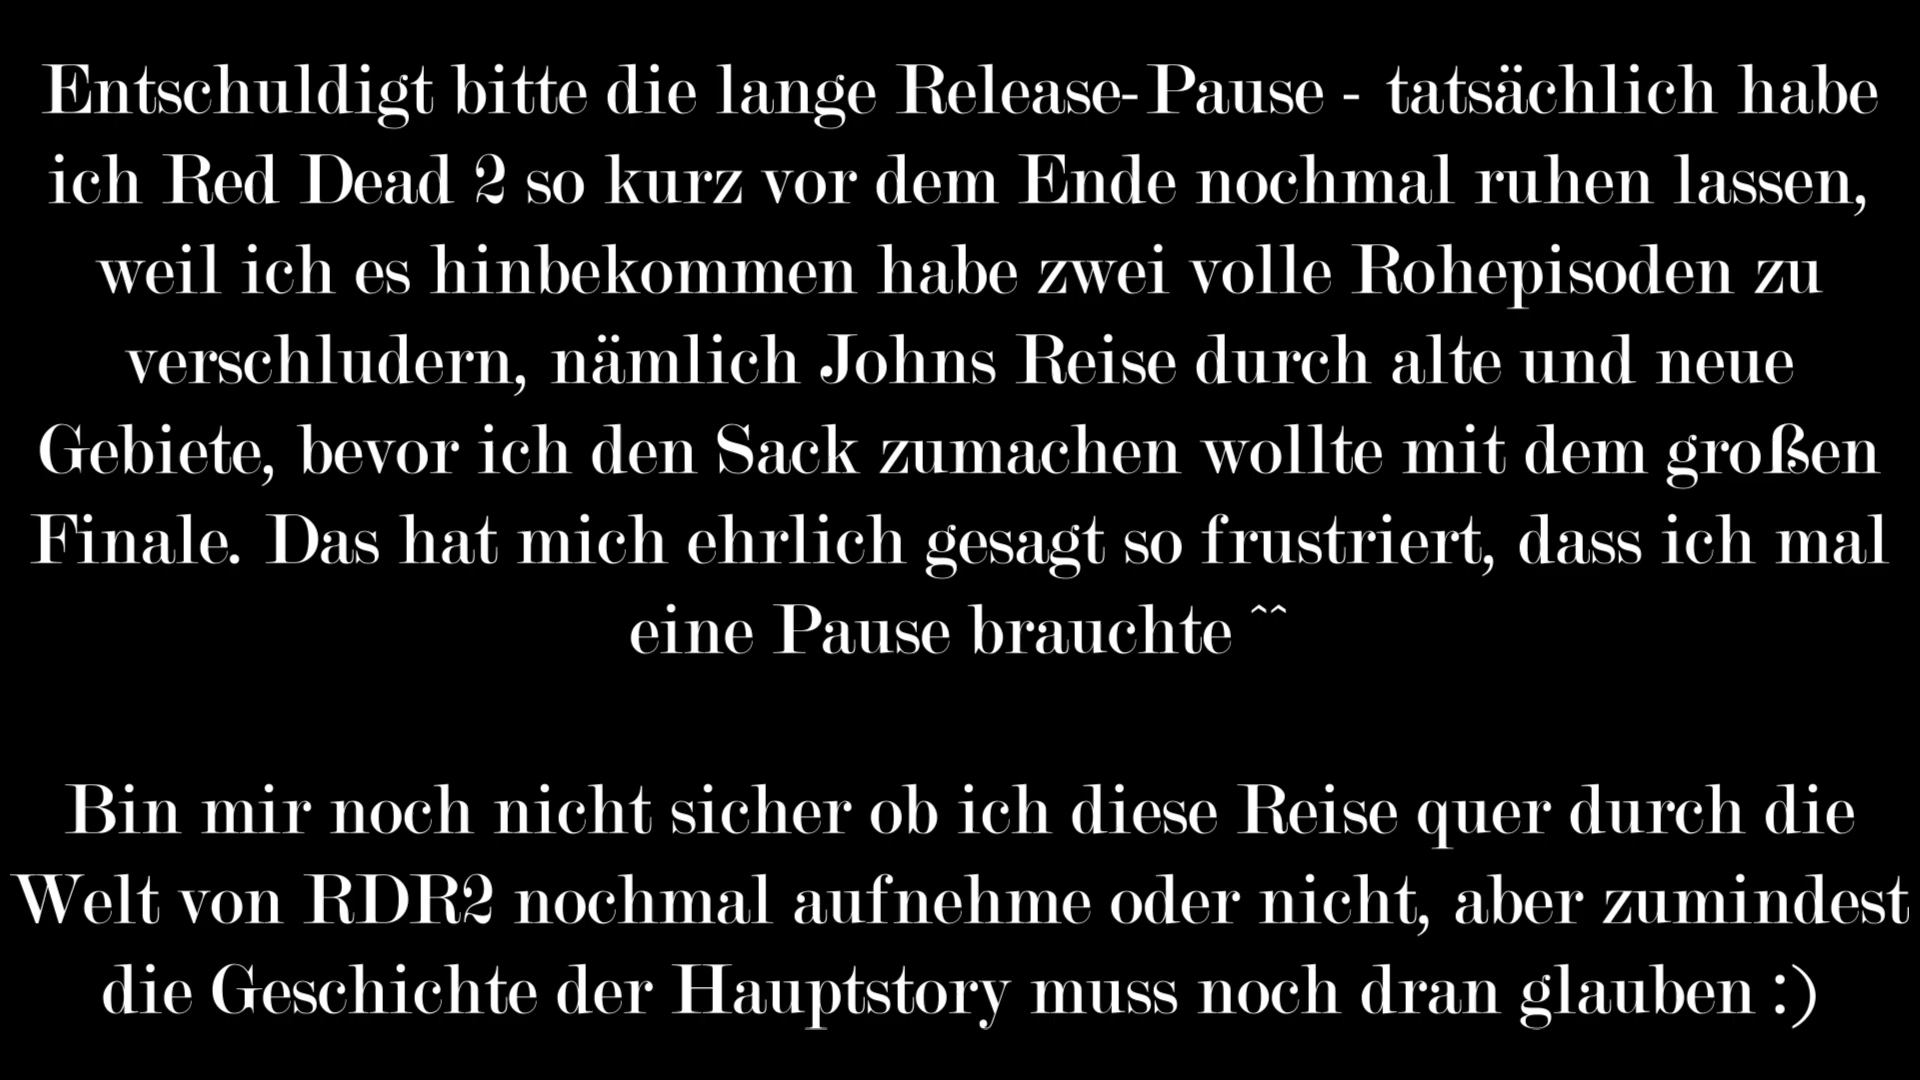 Entschuldigt bitte die lange Release-Pause - tatsächlich habe
ich Red Dead 2 so kurz vor dem Ende nochmal ruhen lassen,
weil ich es hinbekommen habe zwei volle Rohepisoden zu
verschludern, nämlich Johns Reise durch alte und neue
Gebiete, bevor ich den Sack zumachen wollte mit dem großen
Finale. Das hat mich ehrlich gesagt so frustriert, dass ich mal
eine Pause brauchte ^^
Bin mir noch nicht sicher ob ich diese Reise quer durch die
Welt von RDR2 nochmal aufnehme oder nicht, aber zumindest
die Geschichte der Hauptstory muss noch dran glauben :)